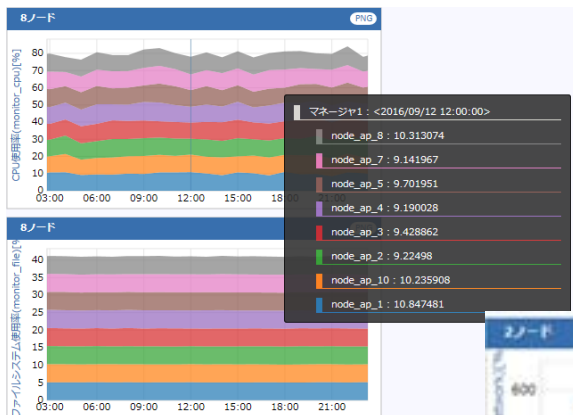 8ノード PNG
CPU使用率(monitor_cpu)[%]
80
70
60
50
40
30
20
10
0
03:00 06:00 09:00 12:00 15:00 18:00 21:00
マネージャ1 : <2016/09/12 12:00:00>
node_ap_8 : 10.313074
node_ap_7 : 9.141967
node_ap_5 : 9.701951
node_ap_4 : 9.190028
node_ap_3 : 9.428862
node_ap_2 : 9.22498
node_ap_10 : 10.235908
node_ap_1 : 10.847481
8ノード
ファイルシステム使用率(monitor_file)[%]
40
35
30
25
20
15
10
5
0
03:00 06:00 09:00 12:00 15:00 18:00 21:00
2ノード
600